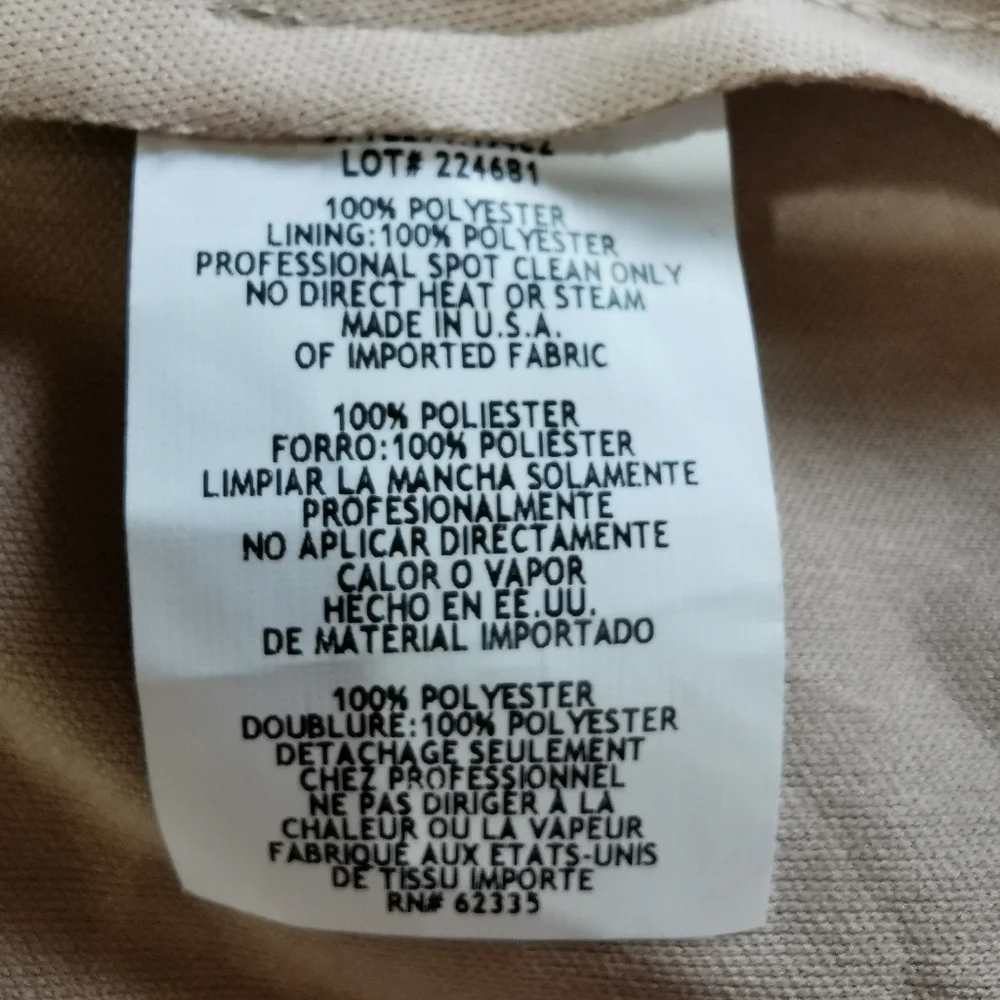 LOT# 224681
100% POLYESTER
LINING:100% POLYESTER
PROFESSIONAL SPOT CLEAN ONLY
NO DIRECT HEAT OR STEAM
MADE IN U.S.A.
OF IMPORTED FABRIC
100% POLIESTER
FORRO:100% POLIESTER
LIMPIAR LA MANCHA SOLAMENTE
PROFESIONALMENTE
NO APLICAR DIRECTAMENTE
CALOR O VAPOR
HECHO EN EE.UU.
DE MATERIAL IMPORTADO
100% POLYESTER
DOUBLURE:100% POLYESTER
DETACHAGE SEULEMENT
CHEZ PROFESSIONNEL
NE PAS DIRIGER À LA
CHALEUR OU LA VAPEUR
FABRIQUE AUX ETATS-UNIS
DE TISSU IMPORTE
RN# 62335